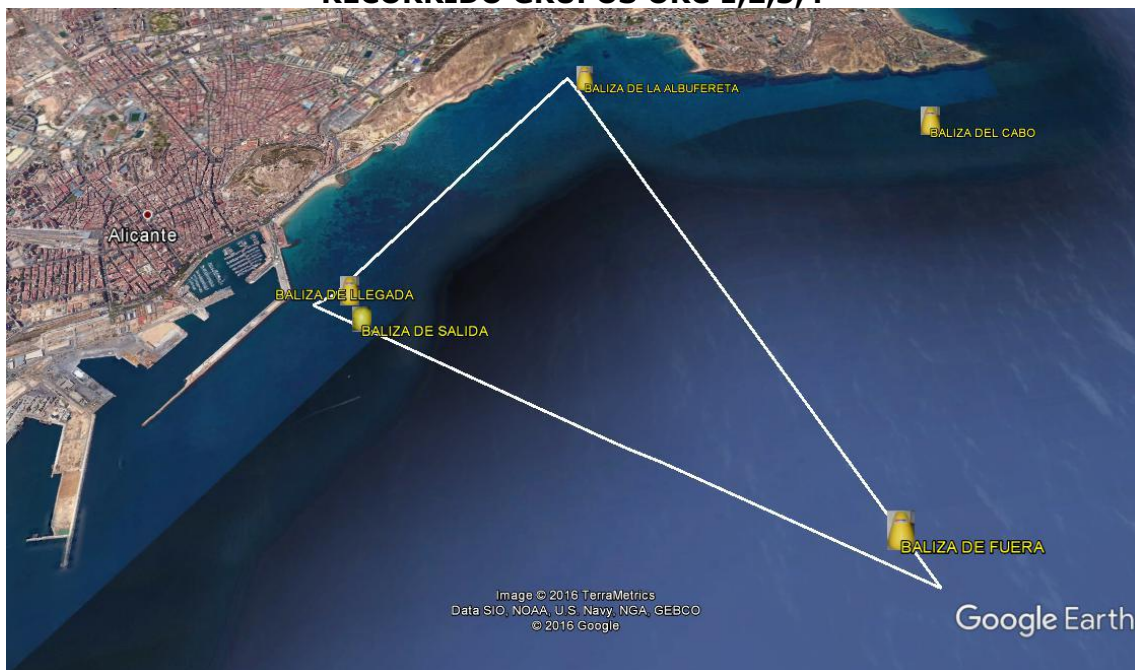 RECORRIDO GRUPOS ORC 1,2,3,4
BALIZA DE LA ALBUFERETA
BALIZA DEL CABO
Alicante
BALIZA DE LLEGADA
BALIZA DE SALIDA
BALIZA DE FUERA
Image © 2016 TerraMetrics
Data SIO, NOAA, U.S. Navy, NGA, GEBCO
© 2016 Google
Google Earth